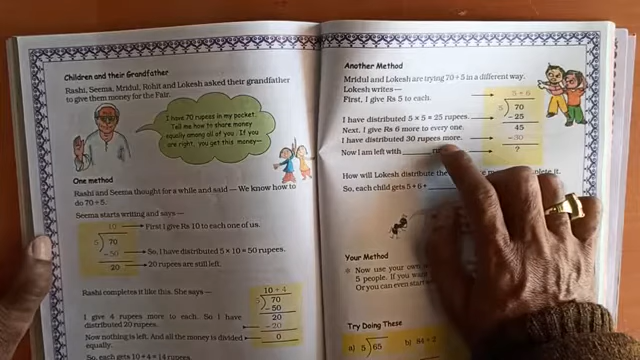 Children and their Grandfather
Rashi, Seema, Mridul, Rohit and Lokesh asked their grandfather
to give them money for the Fair.
I have 70 rupees in my pocket.
Tell me how to share money
equally among all of you. If you
are right, you get this money—
One method
Rashi and Seema thought for a while and said — We know how to
do 70 ÷ 5.
Seema starts writing and says —
10 First I give Rs 10 to each one of us.
5 70
– 50 So, I have distributed 5 × 10 = 50 rupees.
20 20 rupees are still left.
Rashi completes it like this. She says —
I give 4 rupees more to each. So I have
distributed 20 rupees.
Now nothing is left. And all the money is divided
equally.
So, each gets 10 + 4 = 14 rupees.
10 + 4
5 70
– 50
20
– 20
0
Another Method
Mridul and Lokesh are trying 70 ÷ 5 in a different way.
Lokesh writes—
First, I give Rs 5 to each.
I have distributed 5 × 5 = 25 rupees.
Next, I give Rs 6 more to every one.
I have distributed 30 rupees more.
Now I am left with
5 + 6
5 70
– 25
45
– 30
?
How will Lokesh distribute the
So, each child gets 5 + 6 +
Your Method
Now use your own
5 people. If you want
Or you can even start
Try Doing These
a) 5 65
b)